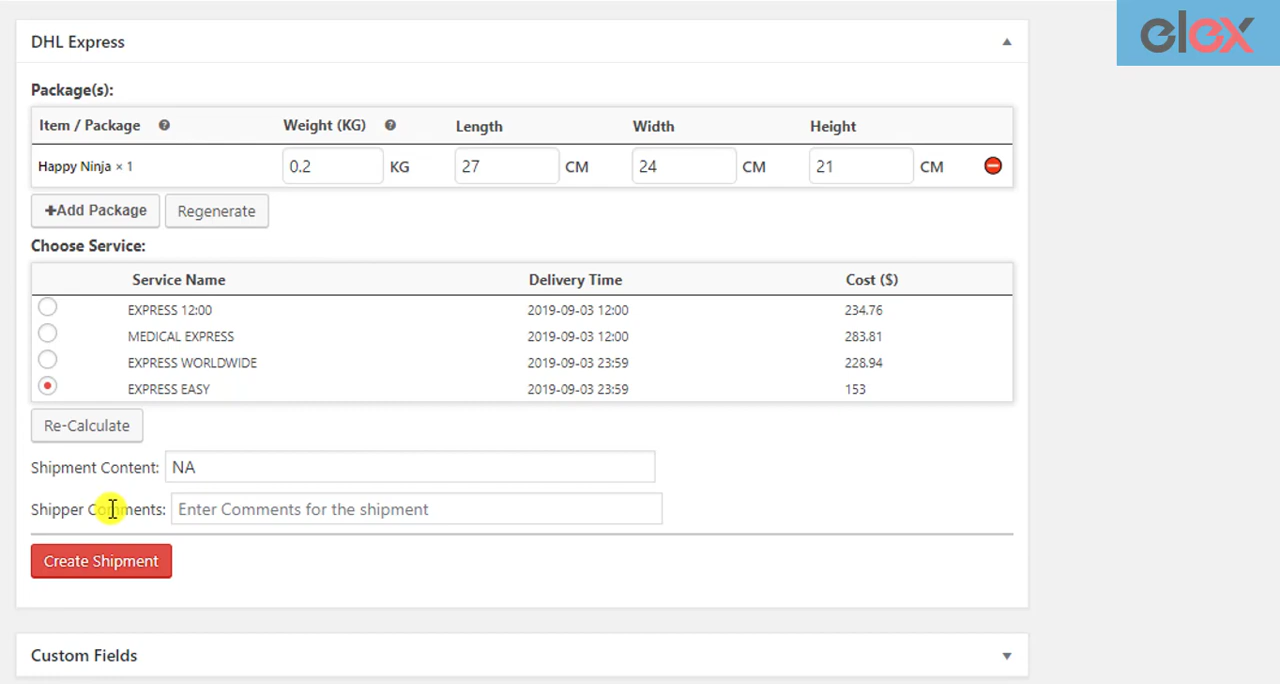 elex
DHL Express
Package(s):
Item / Package Weight (KG) Length Width Height
Happy Ninja × 1 0.2 KG 27 CM 24 CM 21 CM
+Add Package Regenerate
Choose Service:
Service Name Delivery Time Cost ($)
EXPRESS 12:00 2019-09-03 12:00 234.76
MEDICAL EXPRESS 2019-09-03 12:00 283.81
EXPRESS WORLDWIDE 2019-09-03 23:59 228.94
EXPRESS EASY 2019-09-03 23:59 153
Re-Calculate
Shipment Content: NA
Shipper Comments: Enter Comments for the shipment
Create Shipment
Custom Fields